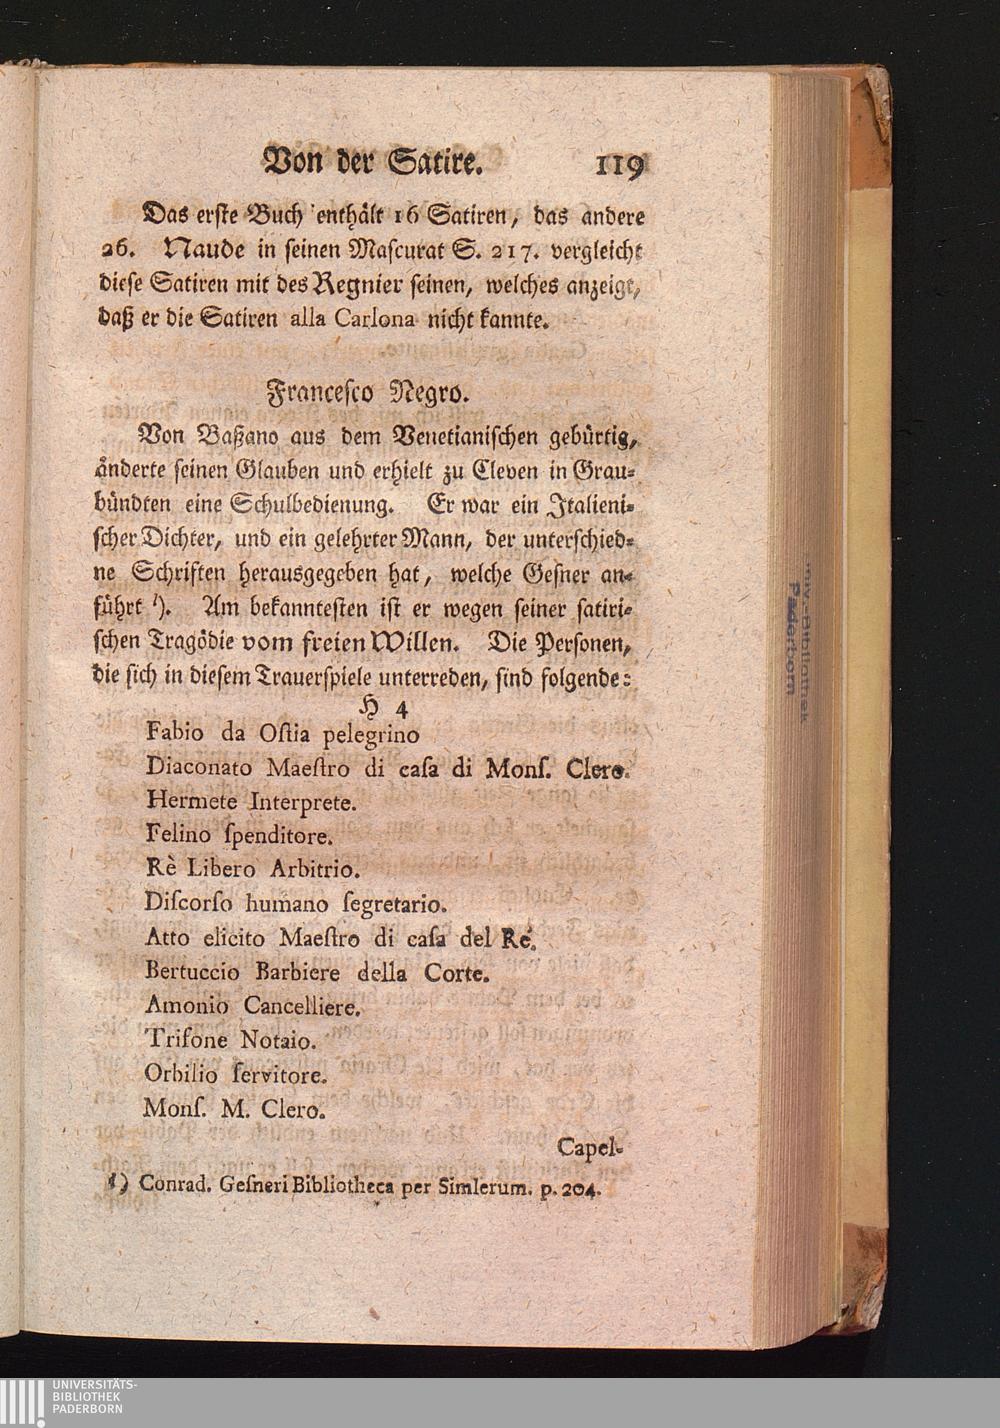 Von der Satire. 119
Das erste Buch enthält 16 Satiren, das andere
26. Naude in seinen Mascurat S. 217. vergleicht
diese Satiren mit des Regnier seinen, welches anzeigt,
daß er die Satiren alla Carlona nicht kannte.
Francesco Negro.
Von Baßano aus dem Venetianischen gebürtig,
änderte seinen Glauben und erhielt zu Cleven in Grau-
bündten eine Schulbedienung. Er war ein Italieni-
scher Dichter, und ein gelehrter Mann, der unterschied-
ne Schriften herausgegeben hat, welche Gesner an-
führt l). Am bekanntesten ist er wegen seiner satiri-
schen Tragödie vom freien Willen. Die Personen,
die sich in diesem Trauerspiele unterreden, sind folgende:
H 4
Fabio da Ostia pelegrino
Diaconato Maestro di casa di Mons. Clero.
Hermete Interprete.
Felino spenditore.
Rè Libero Arbitrio.
Discorso humano segretario.
Atto elicito Maestro di casa del Re.
Bertuccio Barbiere della Corte.
Amonio Cancelliere.
Trifone Notaio.
Orbilio servitore.
Mons. M. Clero.
Capel-
l) Conrad. Gesneri Bibliotheca per Simlerum. p. 204.
Univ.-Bibliothek
Paderborn
UNIVERSITÄTS-
BIBLIOTHEK
PADERBORN